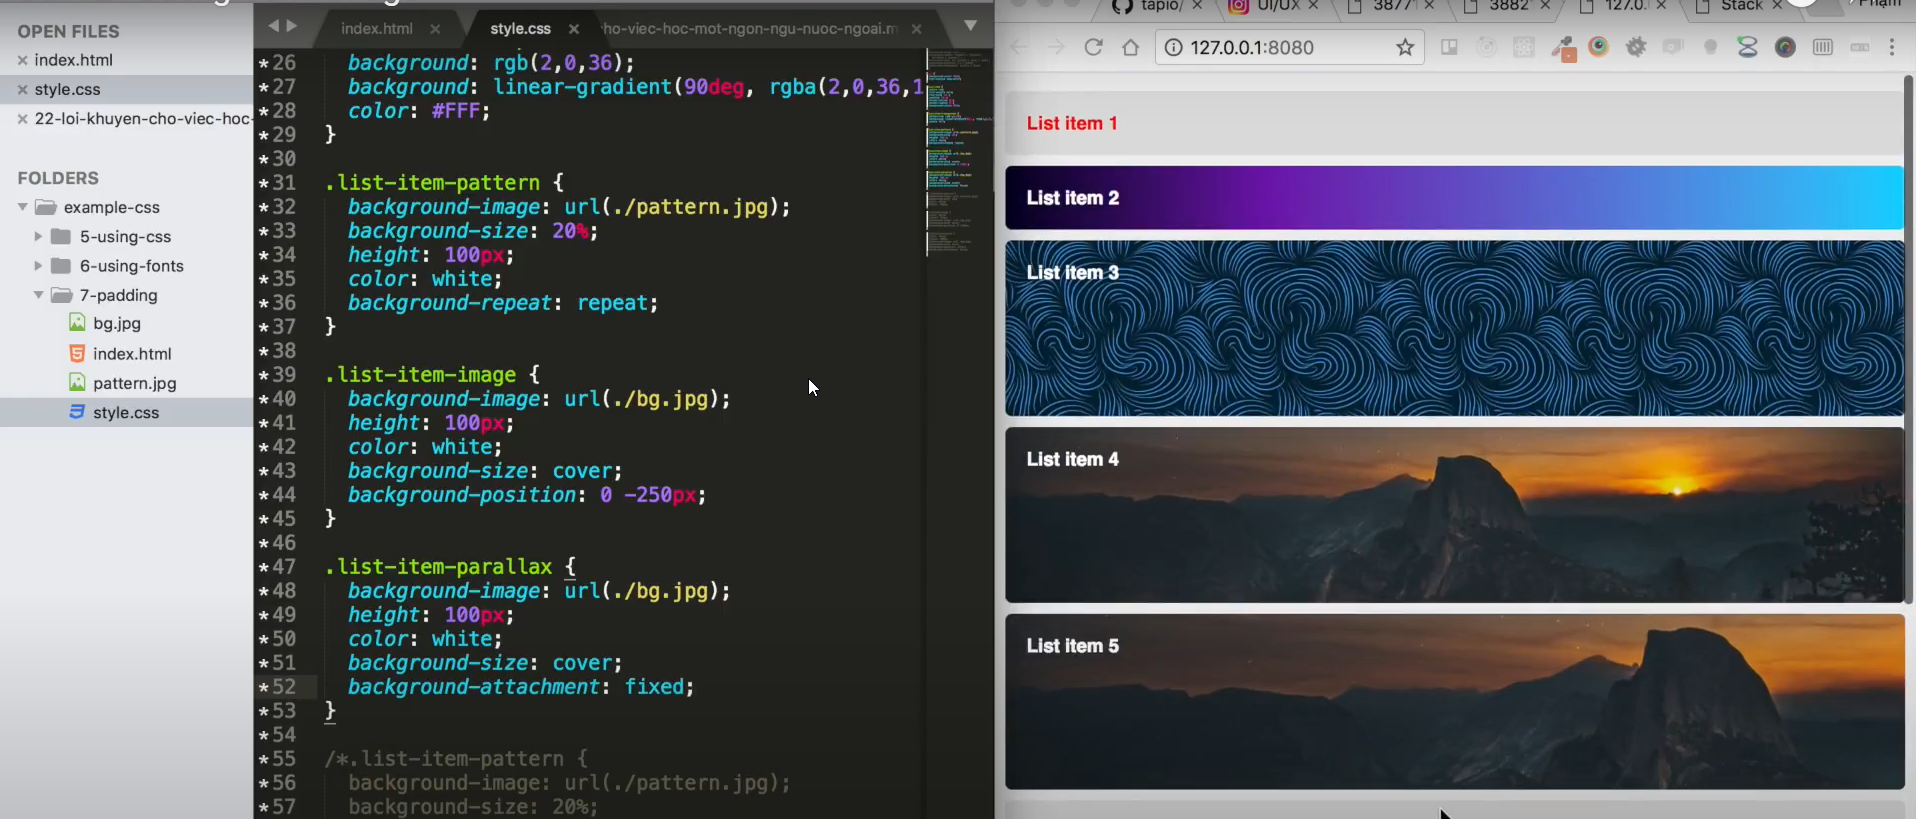 OPEN FILES
× index.html
× style.css
× 22-loi-khuyen-cho-viec-hoc-
FOLDERS
example-css
5-using-css
6-using-fonts
7-padding
bg.jpg
index.html
pattern.jpg
style.css
index.html ×
style.css ×
ho-viec-hoc-mot-ngon-ngu-nuoc-ngoai.m ×
*26 background: rgb(2,0,36);
*27 background: linear-gradient(90deg, rgba(2,0,36,1
*28 color: #FFF;
*29 }
*30
*31 .list-item-pattern {
*32 background-image: url(./pattern.jpg);
*33 background-size: 20%;
*34 height: 100px;
*35 color: white;
*36 background-repeat: repeat;
*37 }
*38
*39 .list-item-image {
*40 background-image: url(./bg.jpg);
*41 height: 100px;
*42 color: white;
*43 background-size: cover;
*44 background-position: 0 -250px;
*45 }
*46
*47 .list-item-parallax {
*48 background-image: url(./bg.jpg);
*49 height: 100px;
*50 color: white;
*51 background-size: cover;
*52 background-attachment: fixed;
*53 }
*54
*55 /*.list-item-pattern {
*56 background-image: url(./pattern.jpg);
*57 background-size: 20%;
tapio/ ×
UI/UX ×
3877 ×
3882 ×
127.0. ×
Stack ×
Phạm
127.0.0.1:8080
List item 1
List item 2
List item 3
List item 4
List item 5